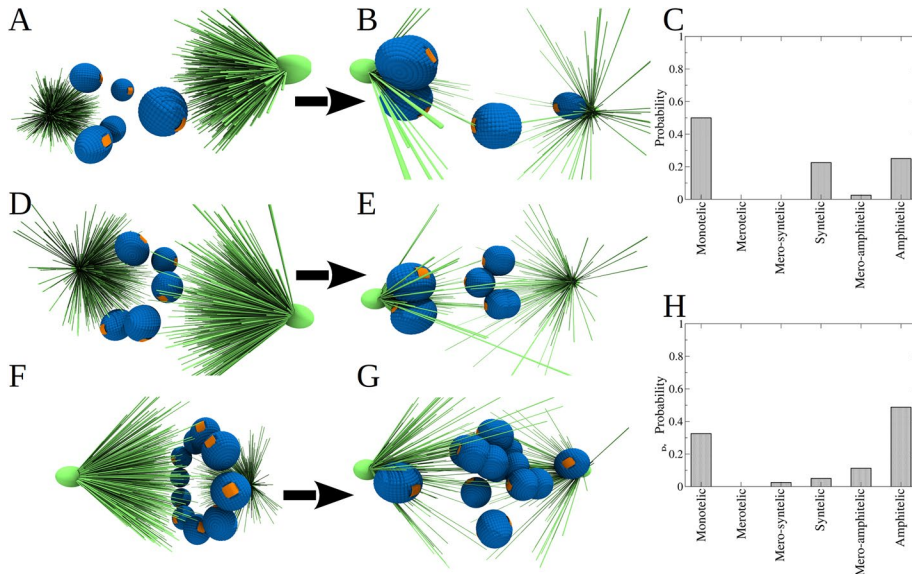 A
B
C
1
0.8
0.6
0.4
0.2
0
Probability
Monotelic
Merotelic
Mero-syntelic
Syntelic
Mero-amphitelic
Amphitelic
D
E
H
1
0.8
0.6
0.4
0.2
0
Probability
Monotelic
Merotelic
Mero-syntelic
Syntelic
Mero-amphitelic
Amphitelic
F
G